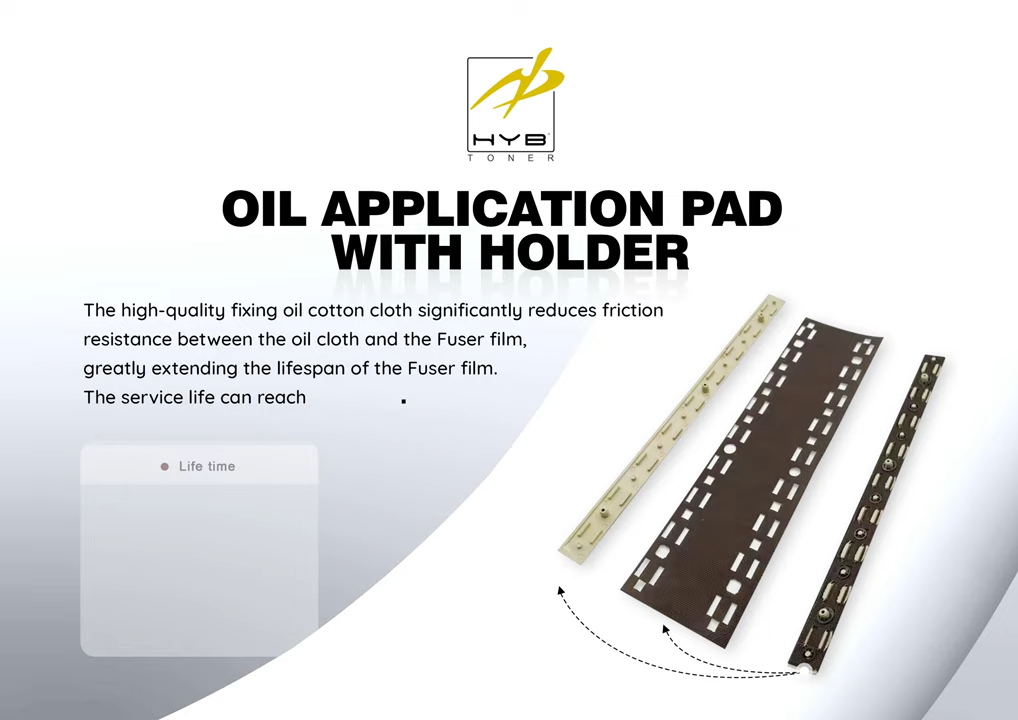 HYB
TONER
OIL APPLICATION PAD
WITH HOLDER
The high-quality fixing oil cotton cloth significantly reduces friction
resistance between the oil cloth and the Fuser film,
greatly extending the lifespan of the Fuser film.
The service life can reach .
Life time